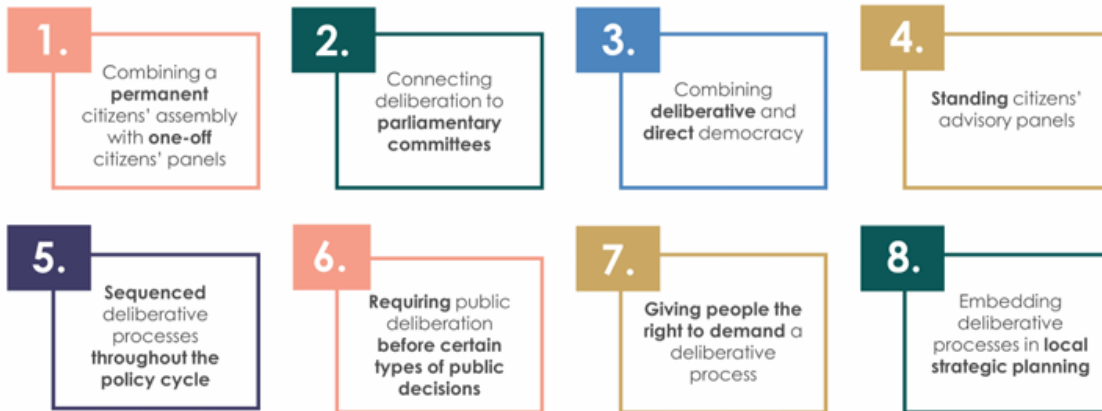 1.
Combining a
permanent
citizens' assembly
with one-off
citizens' panels
2.
Connecting
deliberation to
parliamentary
committees
3.
Combining
deliberative and
direct democracy
4.
Standing citizens'
advisory panels
5.
Sequenced
deliberative
processes
throughout the
policy cycle
6.
Requiring public
deliberation
before certain
types of public
decisions
7.
Giving people the
right to demand a
deliberative
process
8.
Embedding
deliberative
processes in local
strategic planning